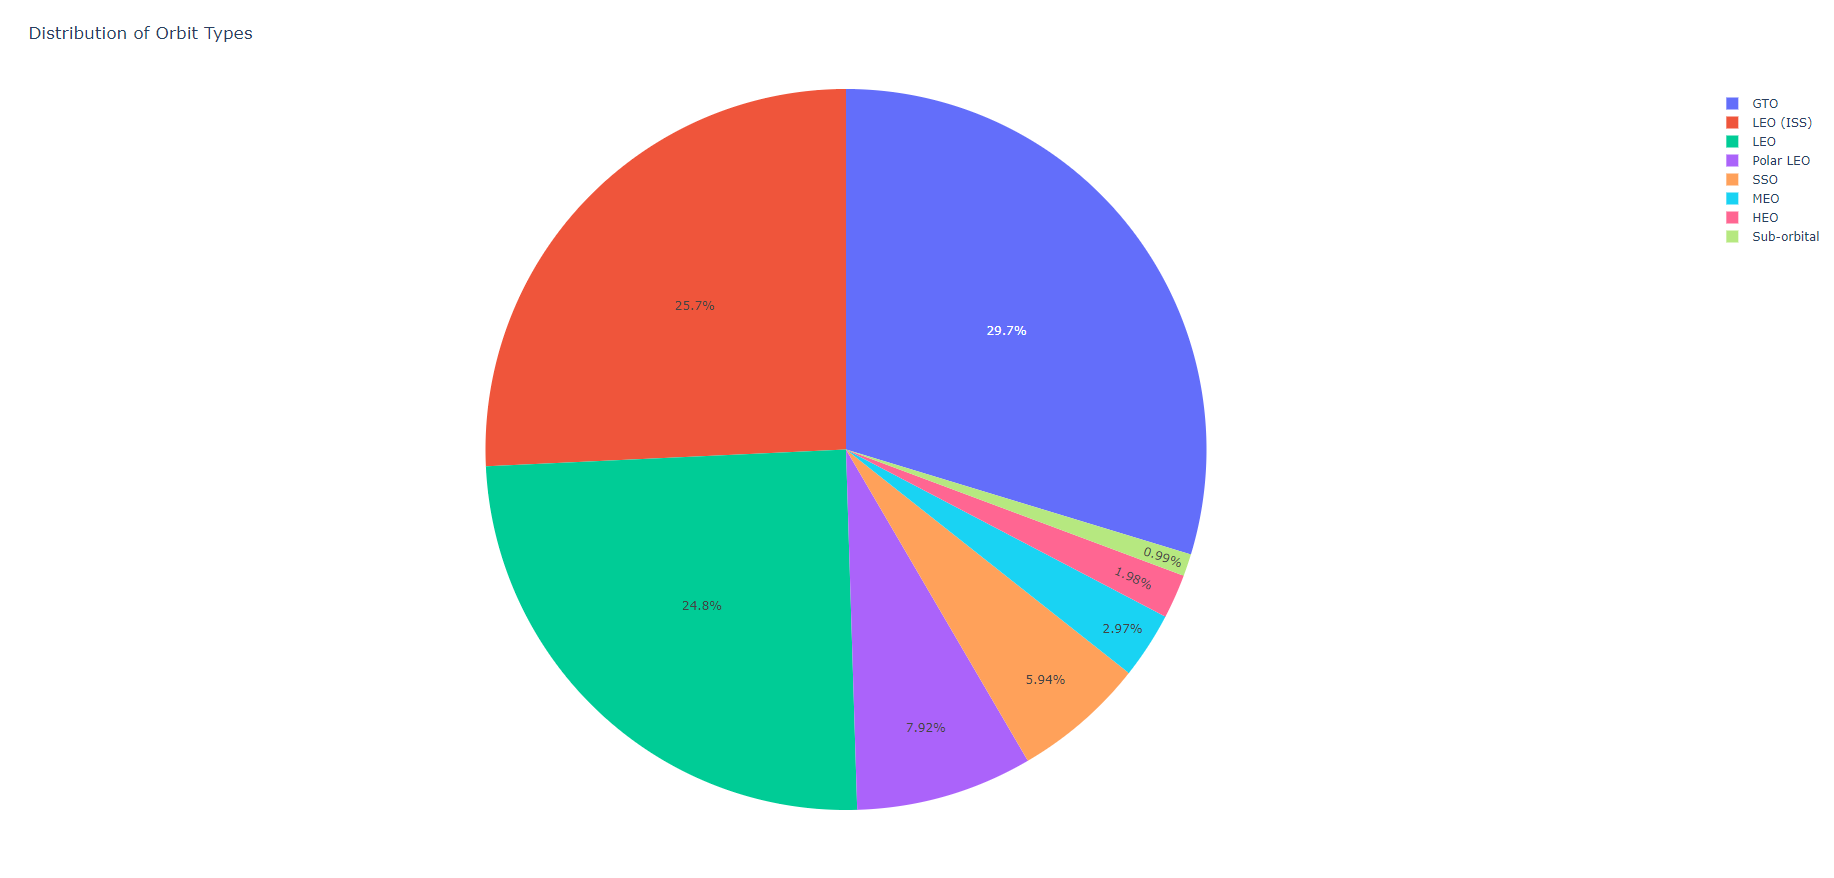 Distribution of Orbit Types
GTO
LEO (ISS)
LEO
Polar LEO
SSO
MEO
HEO
Sub-orbital
25.7%
29.7%
24.8%
0.99%
1.98%
2.97%
5.94%
7.92%